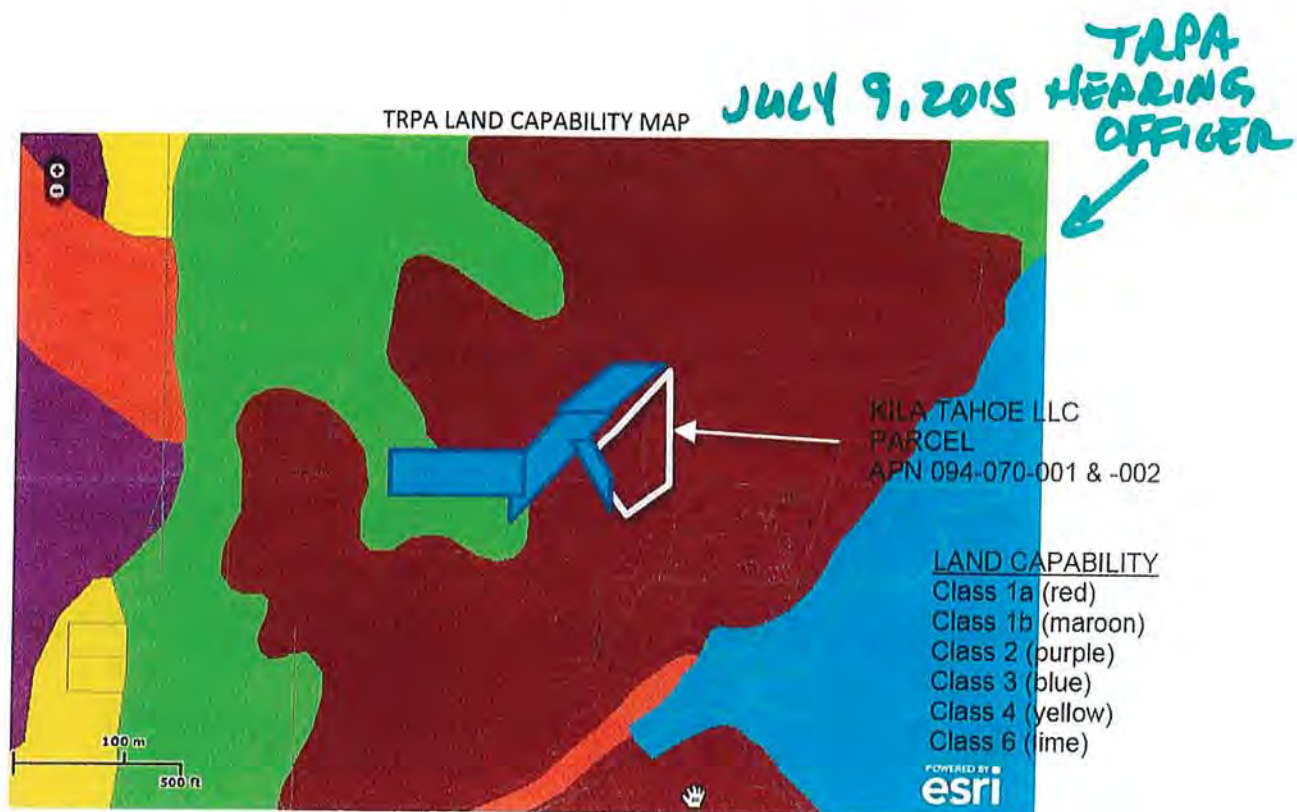 TRPA
JULY 9, 2015 HEARING
OFFICER
TRPA LAND CAPABILITY MAP
KILA TAHOE LLC
PARCEL
APN 094-070-001 & -002
LAND CAPABILITY
Class 1a (red)
Class 1b (maroon)
Class 2 (purple)
Class 3 (blue)
Class 4 (yellow)
Class 6 (lime)
100 m
500 ft
POWERED BY
esri